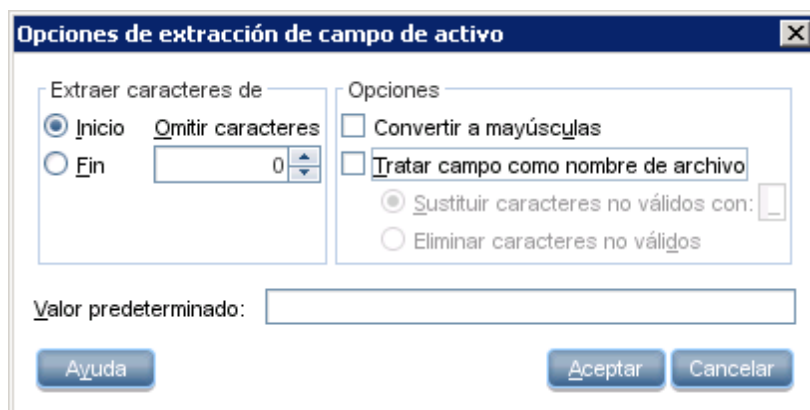 Opciones de extracción de campo de activo
Extraer caracteres de
Inicio Omitir caracteres
Fin 0
Opciones
Convertir a mayúsculas
Tratar campo como nombre de archivo
Sustituir caracteres no válidos con: _
Eliminar caracteres no válidos
Valor predeterminado:
Ayuda Aceptar Cancelar